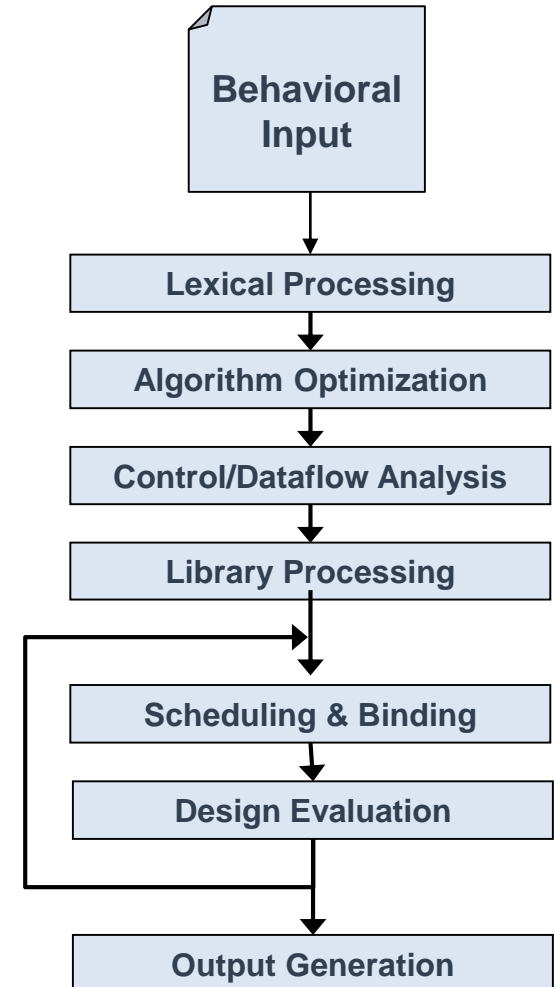 Behavioral
Input
Lexical Processing
Algorithm Optimization
Control/Dataflow Analysis
Library Processing
Scheduling & Binding
Design Evaluation
Output Generation